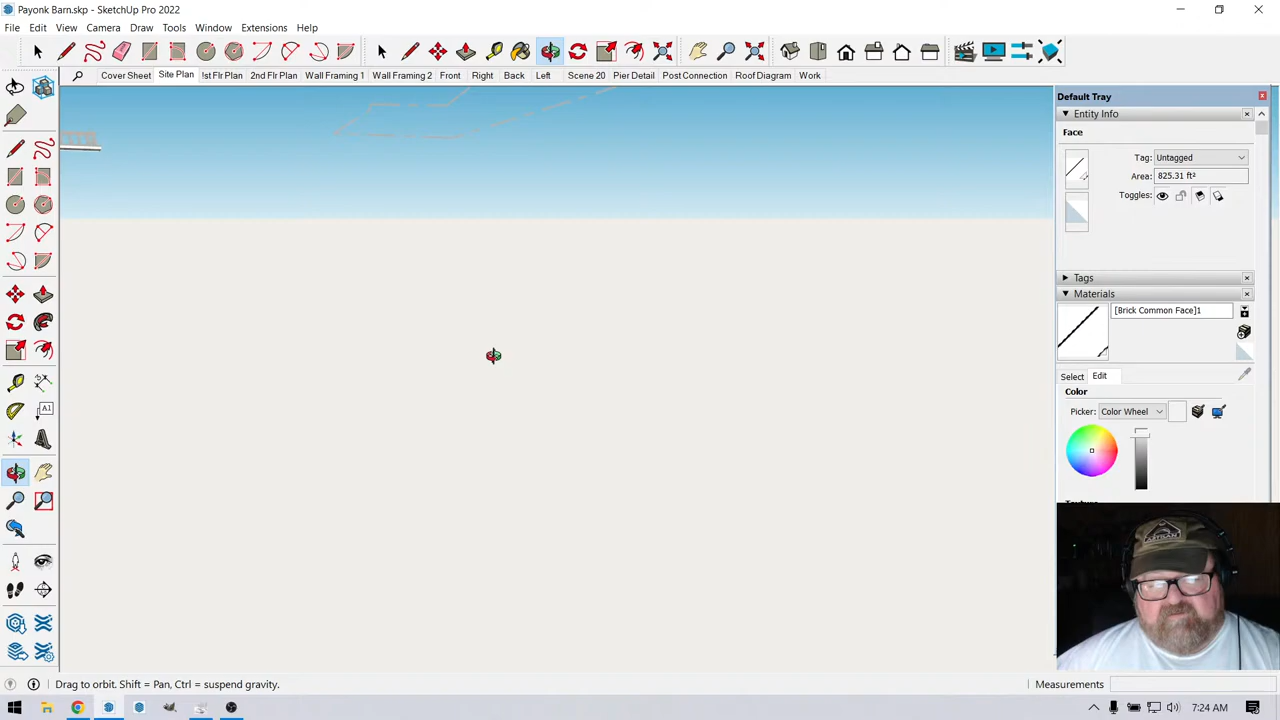 Payonk Barn.skp - SketchUp Pro 2022
File Edit View Camera Draw Tools Window Extensions Help
Cover Sheet Site Plan !st Flr Plan 2nd Flr Plan Wall Framing 1 Wall Framing 2 Front Right Back Left Scene 20 Pier Detail Post Connection Roof Diagram Work
Default Tray
Entity Info
Face
Tag: Untagged
Area: 825.31 ft²
Toggles:
Tags
Materials
[Brick Common Face]1
Select Edit
Color
Picker: Color Wheel
A1
ARTISAN
Drag to orbit. Shift = Pan, Ctrl = suspend gravity.
Measurements
7:24 AM